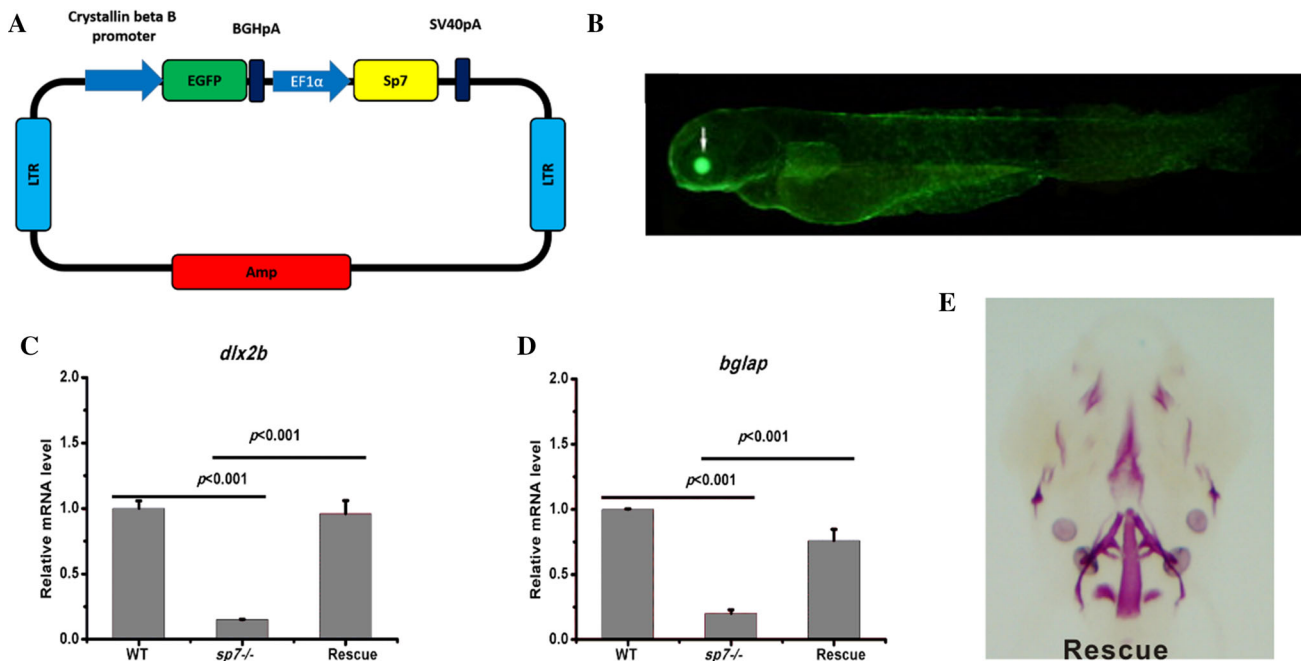 A
Crystallin beta B
promoter
BGHpA
SV40pA
EGFP
EF1α
Sp7
LTR
LTR
Amp
B
C
dlx2b
Relative mRNA level
2.0
1.5
1.0
0.5
0.0
p<0.001
p<0.001
WT
sp7-/-
Rescue
D
bglap
Relative mRNA level
2.0
1.5
1.0
0.5
0.0
p<0.001
p<0.001
WT
sp7-/-
Rescue
E
Rescue